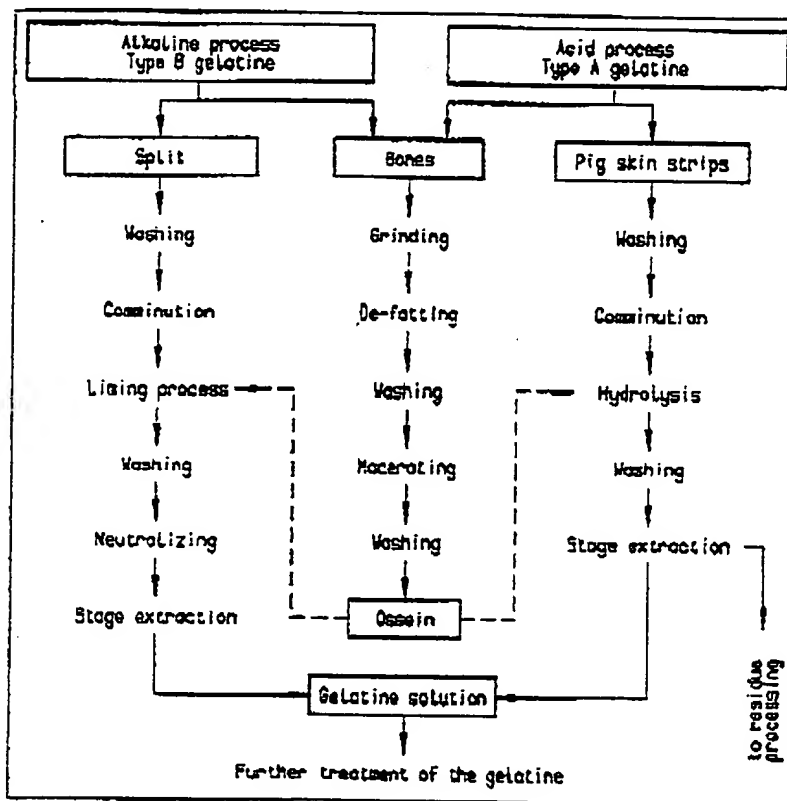 Alkaline process
Type B gelatine
Acid process
Type A gelatine
Split
Bones
Pig skin strips
Washing
Grinding
Washing
Comminution
De-fatting
Comminution
Liming process
Washing
Hydrolysis
Washing
Macerating
Washing
Neutralizing
Washing
Stage extraction
Stage extraction
Ossein
Gelatine solution
to residue
processing
Further treatment of the gelatine